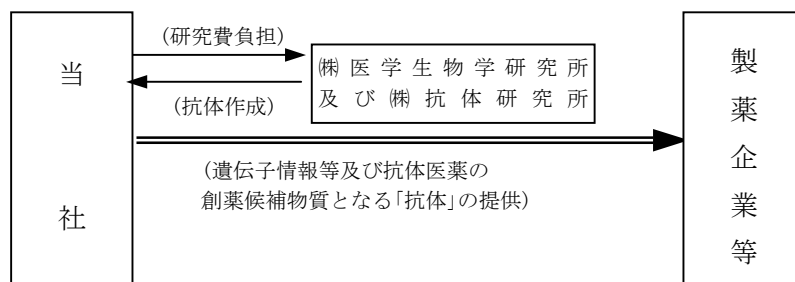 当社
(研究費負担)
㈱医学生物学研究所
及び㈱抗体研究所
(抗体作成)
(遺伝子情報等及び抗体医薬の
創薬候補物質となる「抗体」の提供)
製薬企業等